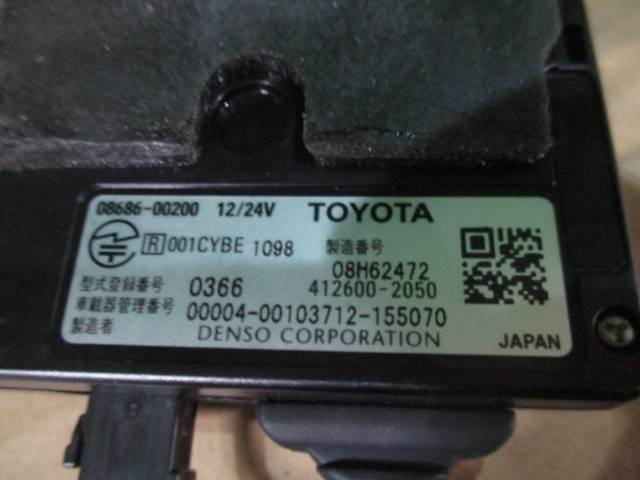 08686-00200 12/24V TOYOTA
R 001CYBE 1098 製造番号
08H62472
型式登録番号 0366 412600-2050
車載器管理番号 00004-00103712-155070
製造者 DENSO CORPORATION
JAPAN